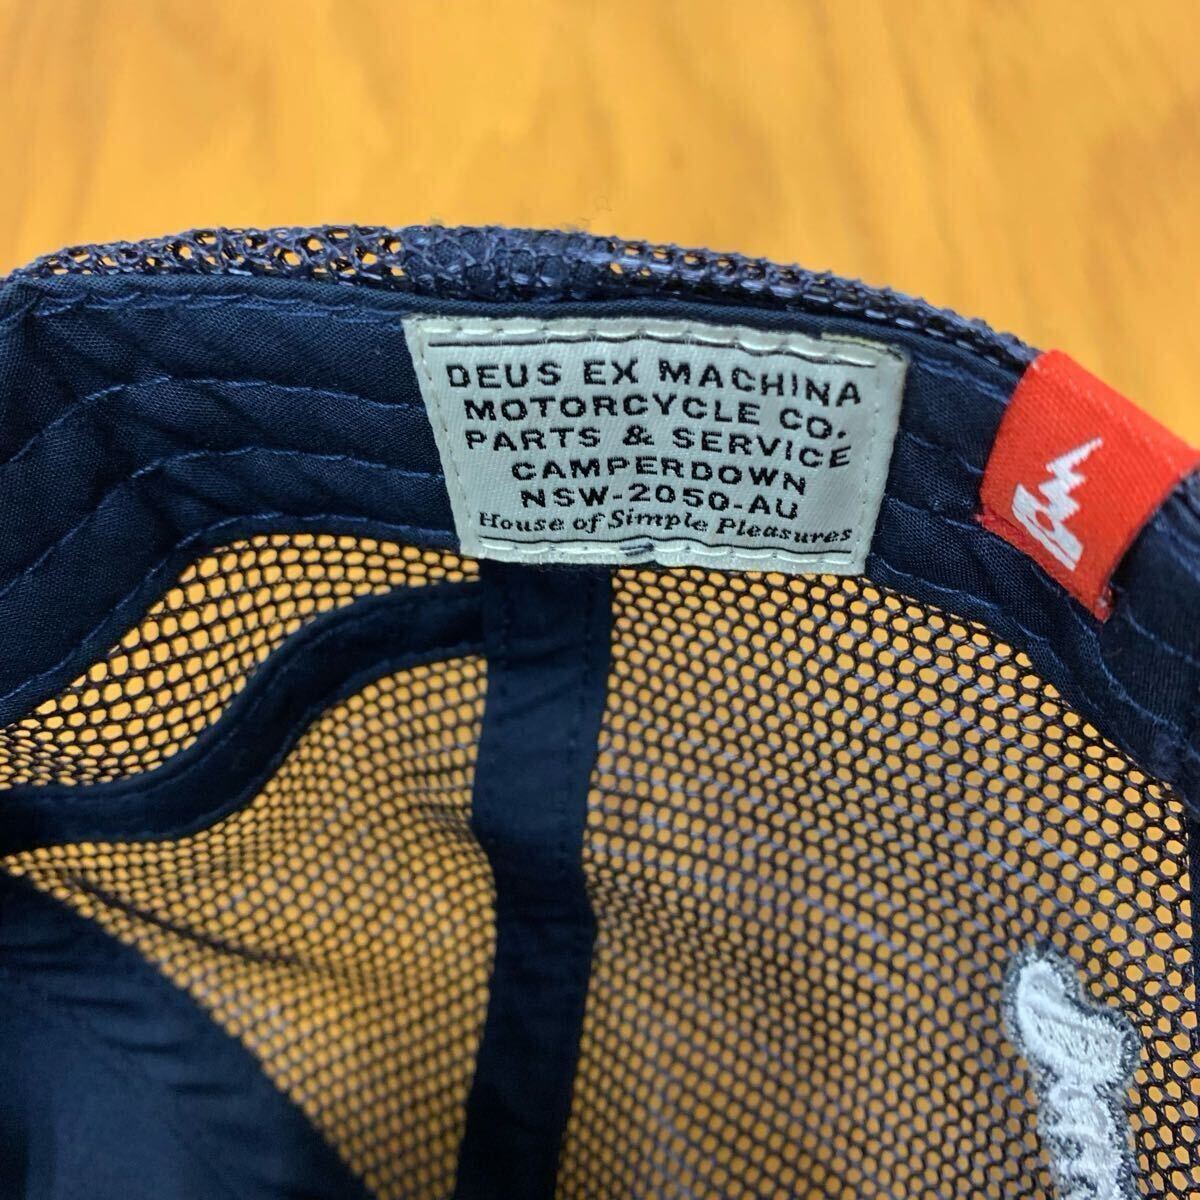 DEUS EX MACHINA
MOTORCYCLE CO.
PARTS & SERVICE
CAMPERDOWN
NSW-2050-AU
House of Simple Pleasures